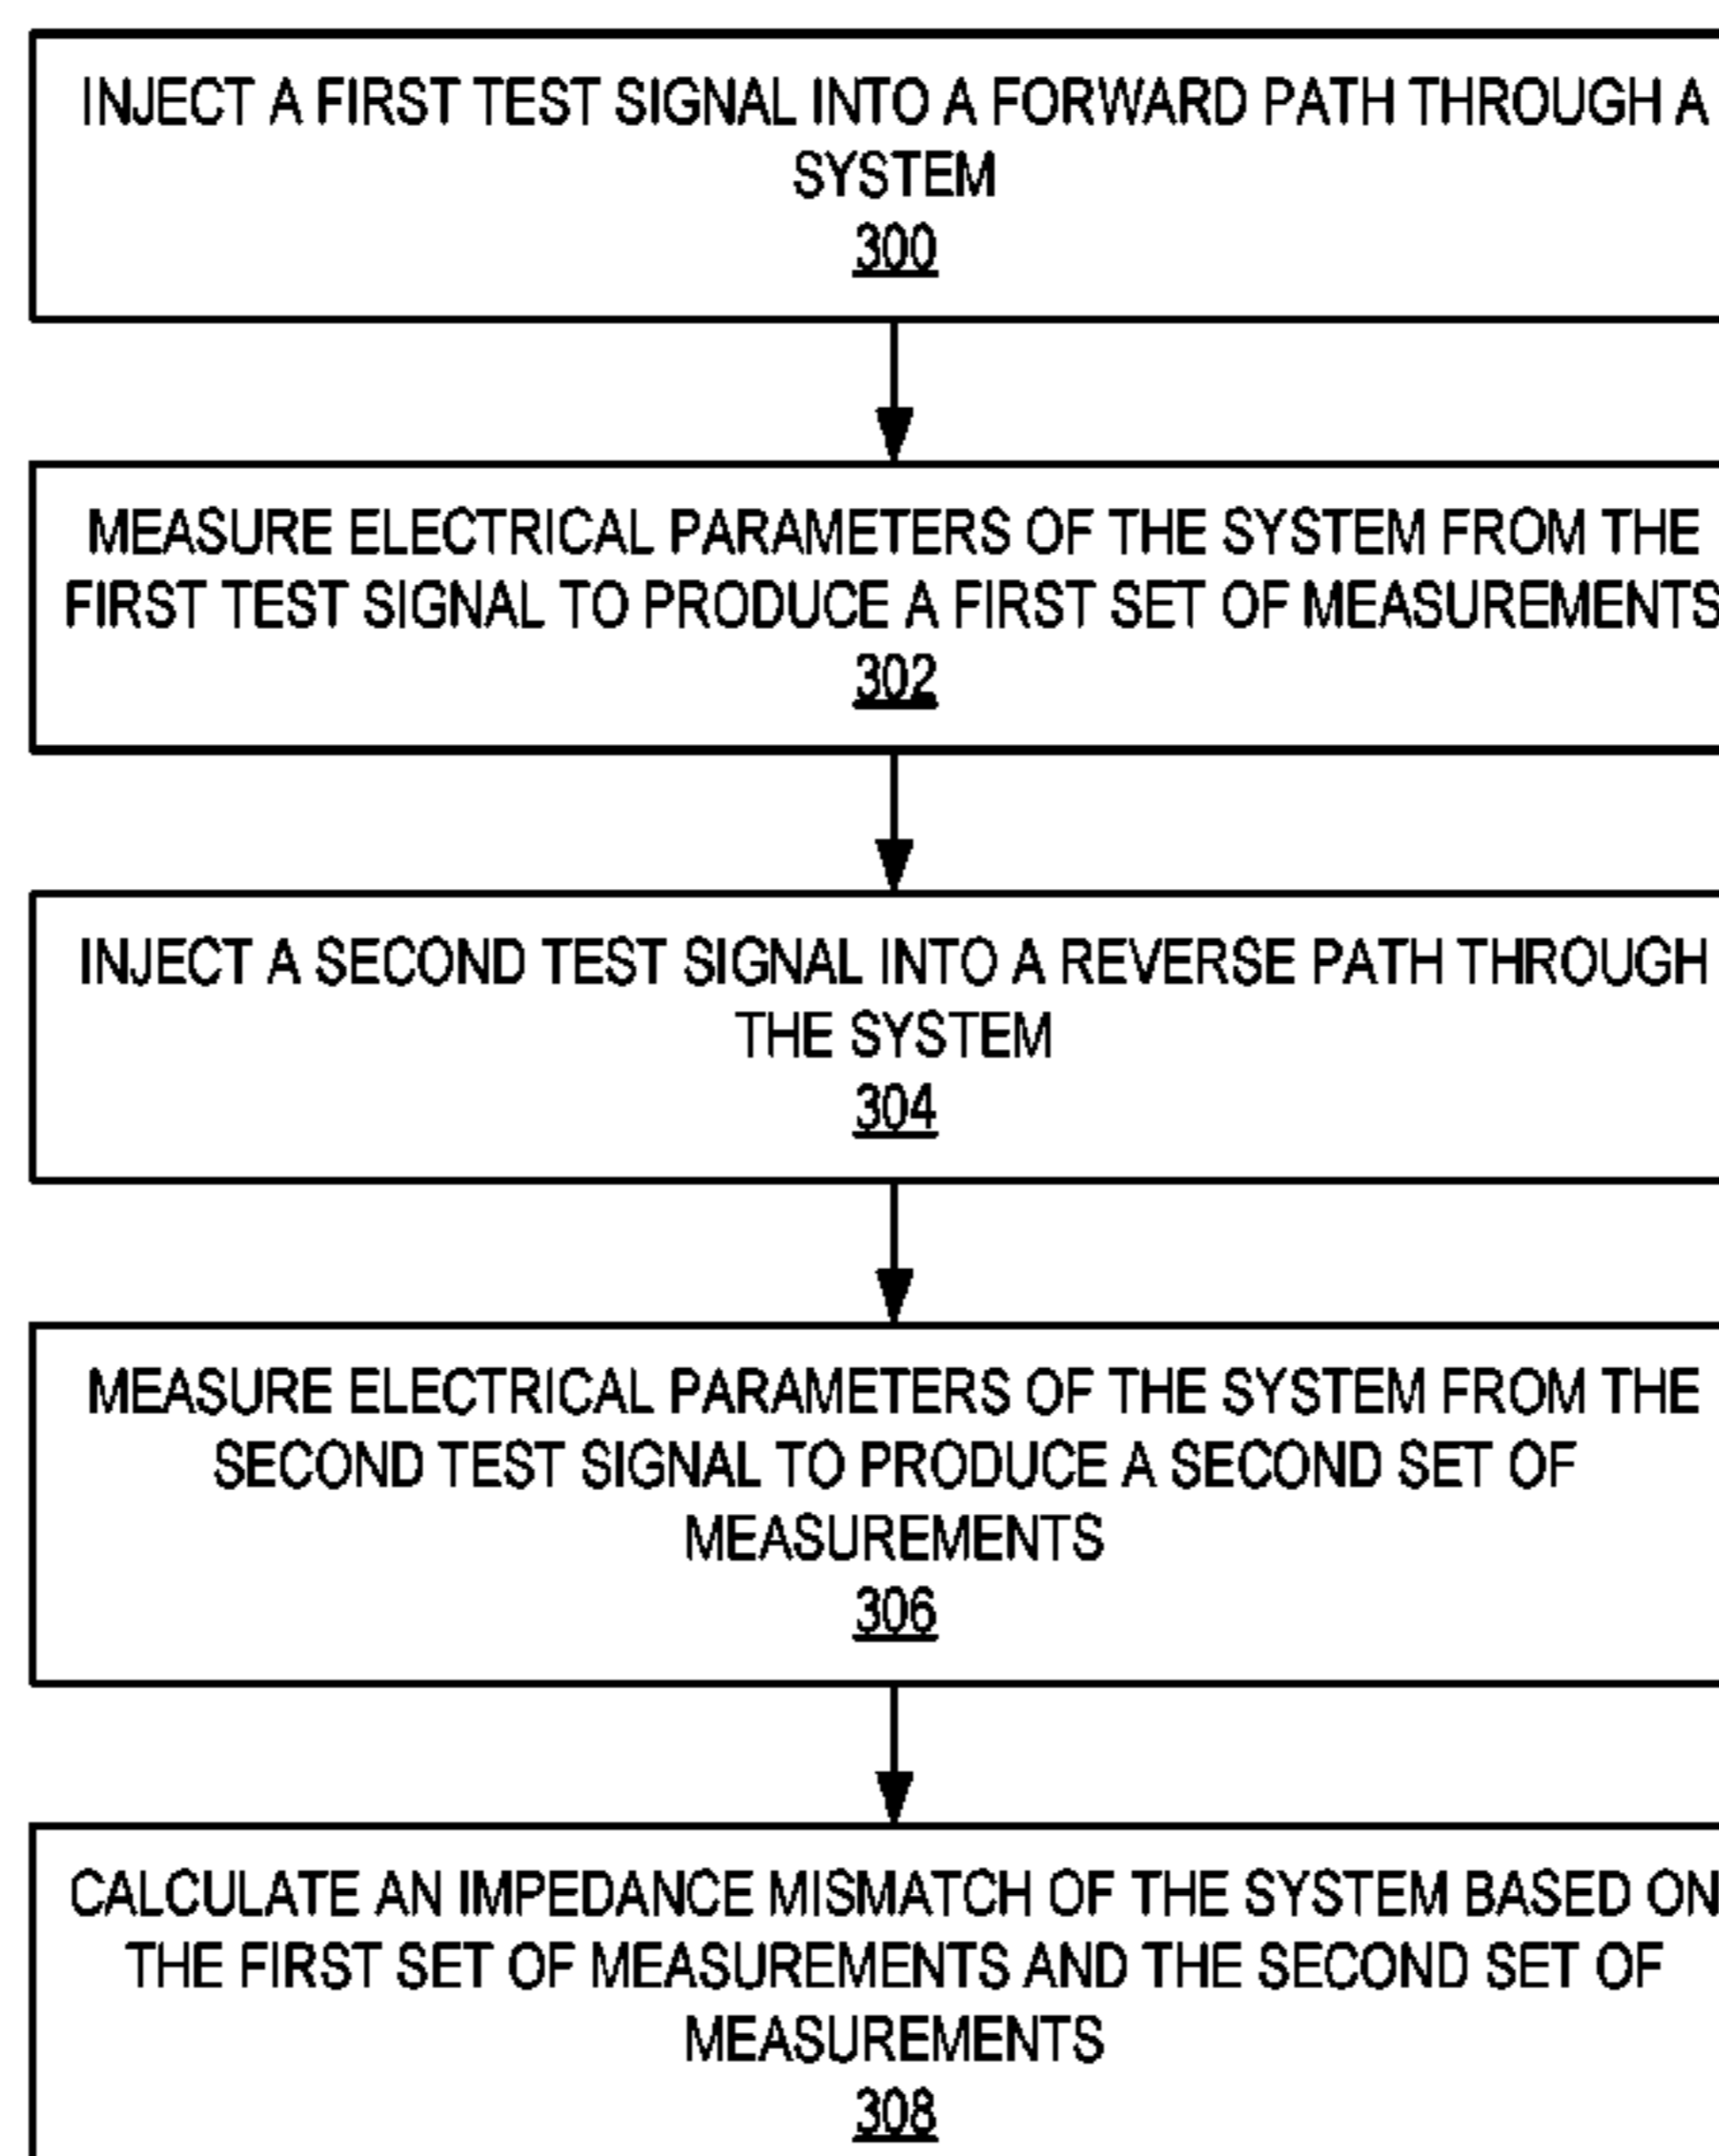 INJECT A FIRST TEST SIGNAL INTO A FORWARD PATH THROUGH A
SYSTEM
300
MEASURE ELECTRICAL PARAMETERS OF THE SYSTEM FROM THE
FIRST TEST SIGNAL TO PRODUCE A FIRST SET OF MEASUREMENTS
302
INJECT A SECOND TEST SIGNAL INTO A REVERSE PATH THROUGH
THE SYSTEM
304
MEASURE ELECTRICAL PARAMETERS OF THE SYSTEM FROM THE
SECOND TEST SIGNAL TO PRODUCE A SECOND SET OF
MEASUREMENTS
306
CALCULATE AN IMPEDANCE MISMATCH OF THE SYSTEM BASED ON
THE FIRST SET OF MEASUREMENTS AND THE SECOND SET OF
MEASUREMENTS
308